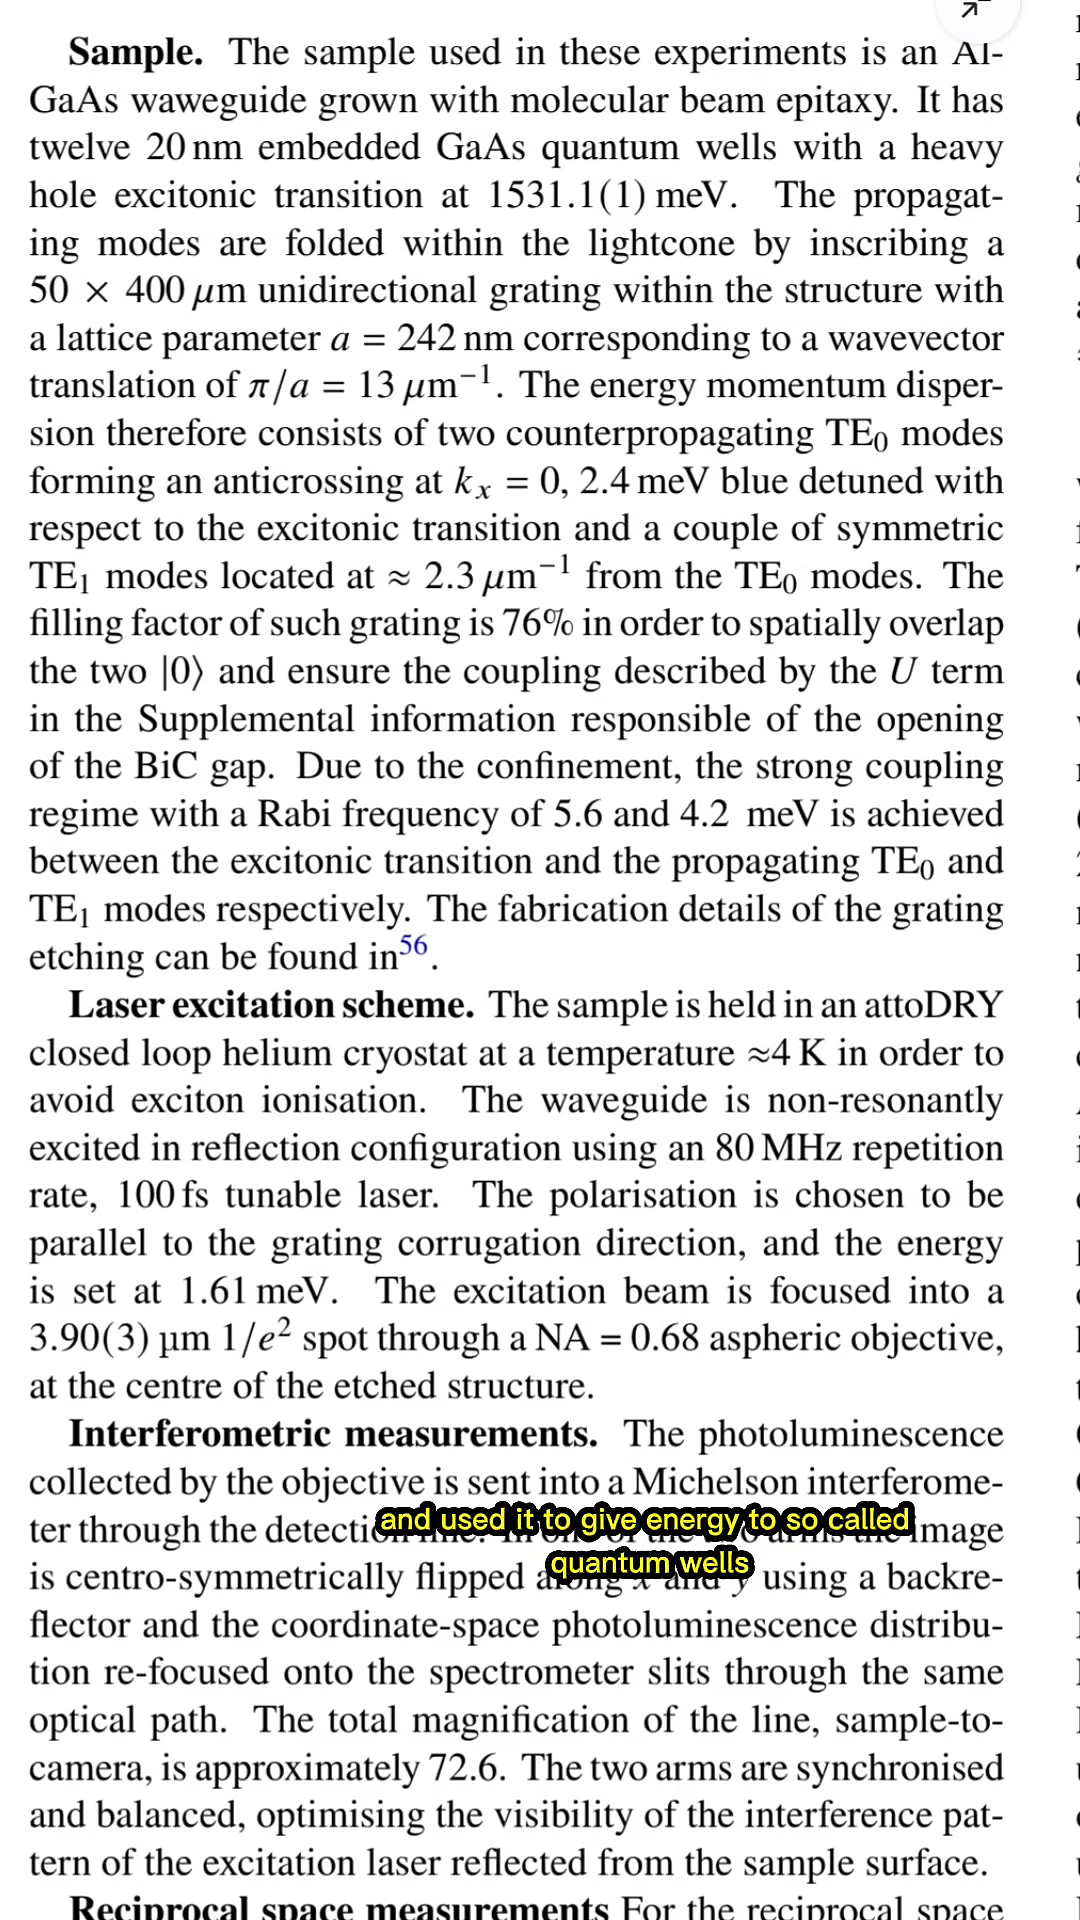 Sample. The sample used in these experiments is an Al-
GaAs waweguide grown with molecular beam epitaxy. It has
twelve 20 nm embedded GaAs quantum wells with a heavy
hole excitonic transition at 1531.1(1) meV. The propagat-
ing modes are folded within the lightcone by inscribing a
50 × 400 μm unidirectional grating within the structure with
a lattice parameter a = 242 nm corresponding to a wavevector
translation of π/a = 13 μm⁻¹. The energy momentum disper-
sion therefore consists of two counterpropagating TE₀ modes
forming an anticrossing at kₓ = 0, 2.4 meV blue detuned with
respect to the excitonic transition and a couple of symmetric
TE₁ modes located at ≈ 2.3 μm⁻¹ from the TE₀ modes. The
filling factor of such grating is 76% in order to spatially overlap
the two |0⟩ and ensure the coupling described by the U term
in the Supplemental information responsible of the opening
of the BiC gap. Due to the confinement, the strong coupling
regime with a Rabi frequency of 5.6 and 4.2 meV is achieved
between the excitonic transition and the propagating TE₀ and
TE₁ modes respectively. The fabrication details of the grating
etching can be found in⁵⁶.
Laser excitation scheme. The sample is held in an attoDRY
closed loop helium cryostat at a temperature ≈4 K in order to
avoid exciton ionisation. The waveguide is non-resonantly
excited in reflection configuration using an 80 MHz repetition
rate, 100 fs tunable laser. The polarisation is chosen to be
parallel to the grating corrugation direction, and the energy
is set at 1.61 meV. The excitation beam is focused into a
3.90(3) μm 1/e² spot through a NA = 0.68 aspheric objective,
at the centre of the etched structure.
Interferometric measurements. The photoluminescence
collected by the objective is sent into a Michelson interferome-
ter through the image
and used it to give energy to so called
quantum wells
is centro-symmetrically flipped using a backre-
flector and the coordinate-space photoluminescence distribu-
tion re-focused onto the spectrometer slits through the same
optical path. The total magnification of the line, sample-to-
camera, is approximately 72.6. The two arms are synchronised
and balanced, optimising the visibility of the interference pat-
tern of the excitation laser reflected from the sample surface.
Reciprocal space measurements For the reciprocal space